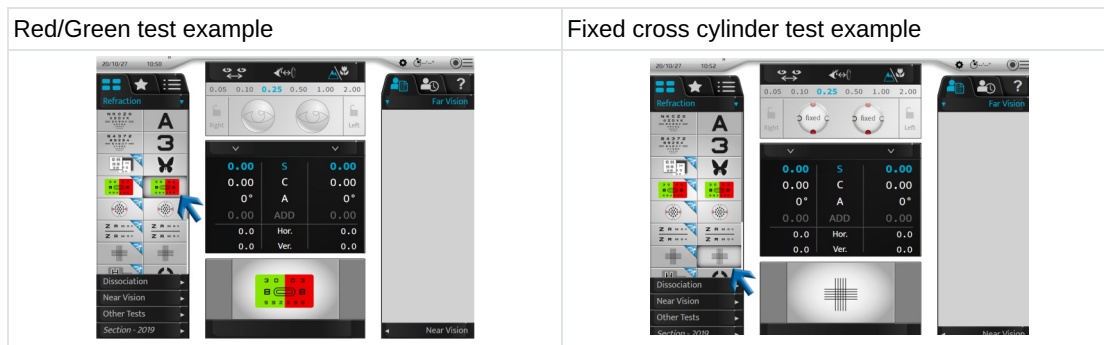 Red/Green test example
20/10/27 10:50
0.05 0.10 0.25 0.50 1.00 2.00
Refraction
Far Vision
Right
Left
A
3
0.00 S 0.00
0.00 C 0.00
0° A 0°
0.00 ADD 0.00
0.0 Hor. 0.0
0.0 Ver. 0.0
Dissociation
Near Vision
Other Tests
Section - 2019
Near Vision
Fixed cross cylinder test example
20/10/27 10:52
0.05 0.10 0.25 0.50 1.00 2.00
Refraction
Far Vision
Right
fixed
fixed
Left
A
3
0.00 S 0.00
0.00 C 0.00
0° A 0°
0.00 ADD 0.00
0.0 Hor. 0.0
0.0 Ver. 0.0
Dissociation
Near Vision
Other Tests
Section - 2019
Near Vision